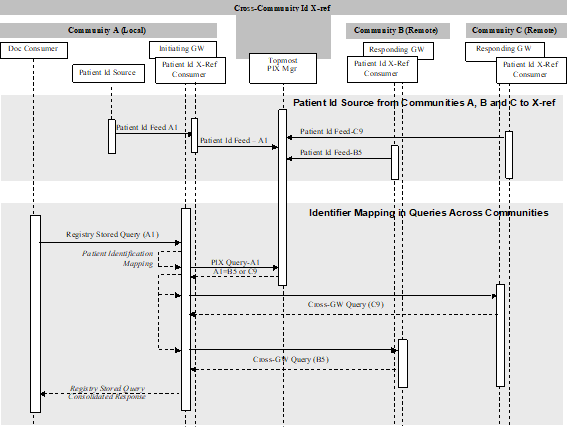 Cross-Community Id X-ref
Community A (Local)
Community B (Remote)
Community C (Remote)
Doc Consumer
Initiating GW
Responding GW
Responding GW
Patient Id Source
Patient Id X-Ref
Consumer
Topmost
PIX Mgr
Patient Id X-Ref
Consumer
Patient Id X-Ref
Consumer
Patient Id Source from Communities A, B and C to X-ref
Patient Id Feed A1
Patient Id Feed - A1
Patient Id Feed-C9
Patient Id Feed-B5
Identifier Mapping in Queries Across Communities
Registry Stored Query (A1)
Patient Identification
Mapping
PIX Query-A1
A1=B5 or C9
Cross-GW Query (C9)
Cross-GW Query (B5)
Registry Stored Query
Consolidated Response